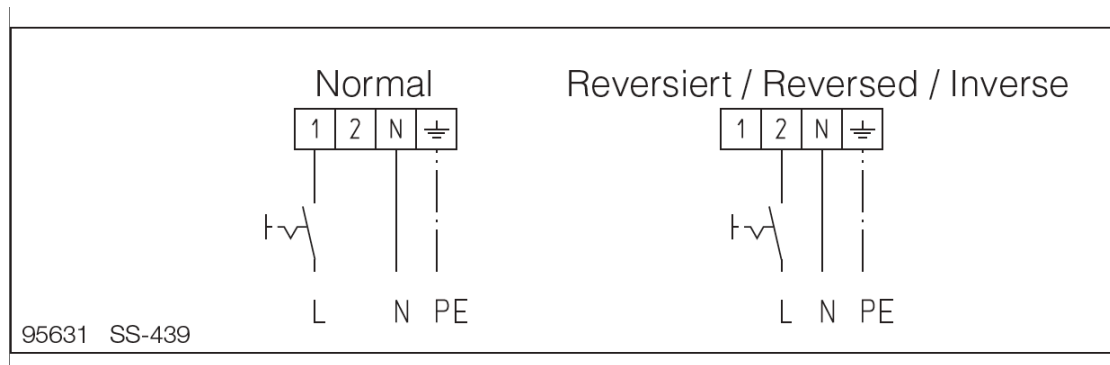 Normal
Reversiert / Reversed / Inverse
1 2 N
1 2 N
L N PE
L N PE
95631 SS-439